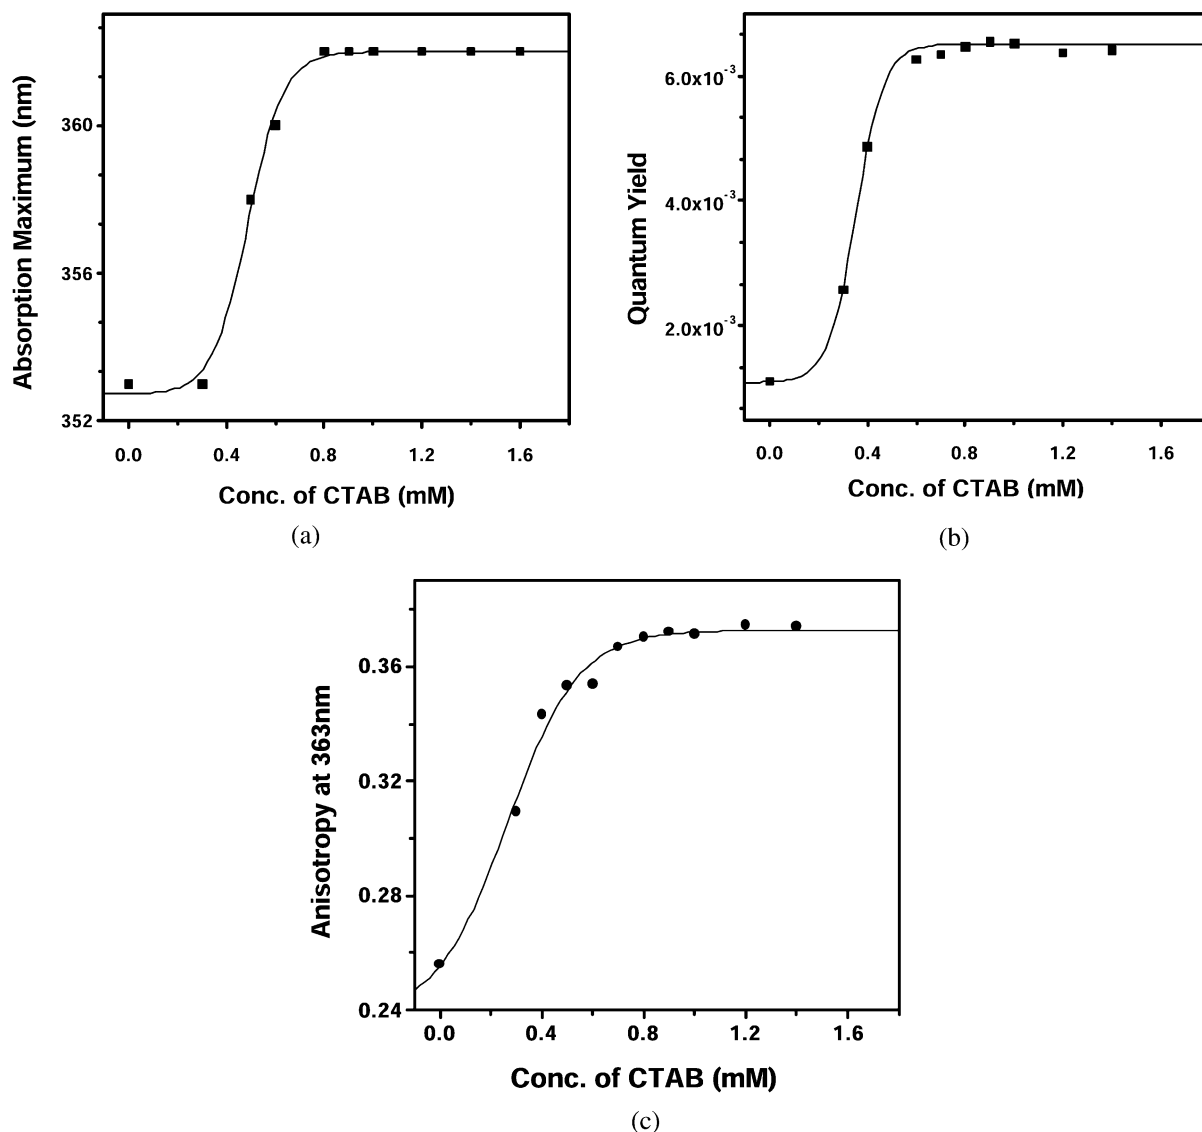 Absorption Maximum (nm)
360
356
352
0.0 0.4 0.8 1.2 1.6
Conc. of CTAB (mM)
(a)
Quantum Yield
6.0x10⁻³
4.0x10⁻³
2.0x10⁻³
0.0 0.4 0.8 1.2 1.6
Conc. of CTAB (mM)
(b)
Anisotropy at 363nm
0.36
0.32
0.28
0.24
0.0 0.4 0.8 1.2 1.6
Conc. of CTAB (mM)
(c)